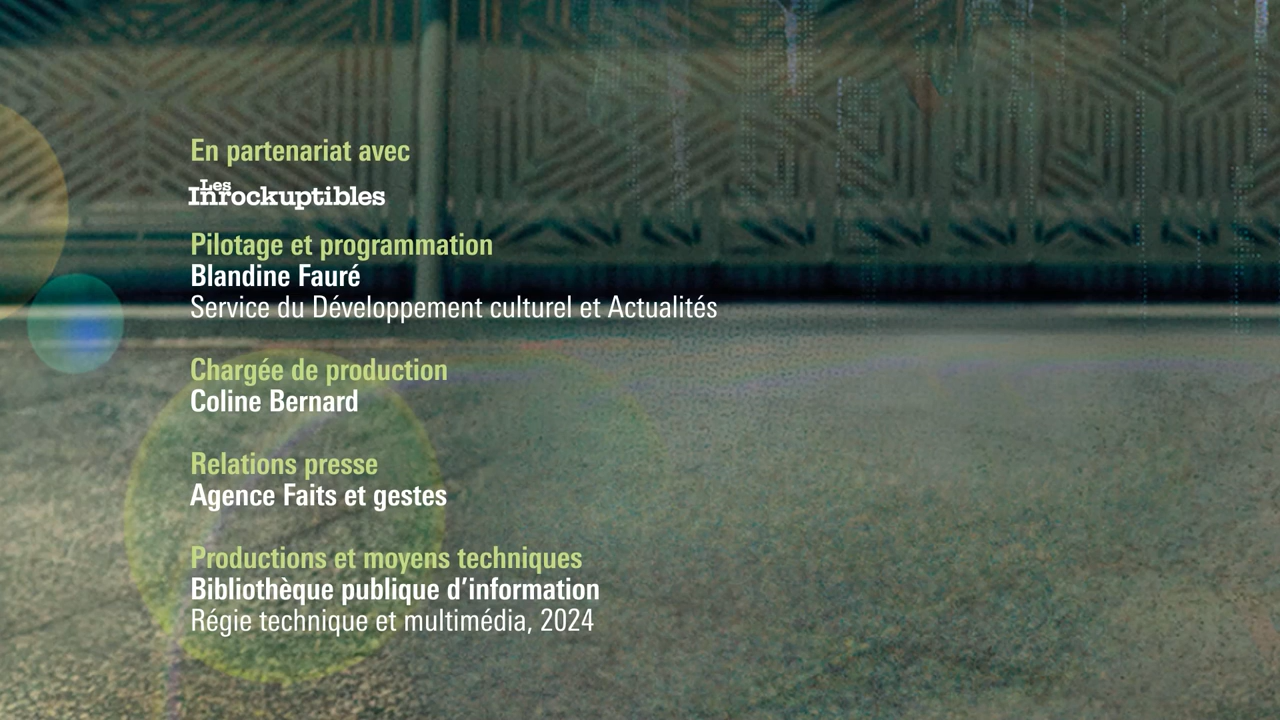 En partenariat avec
Les
Inrockuptibles
Pilotage et programmation
Blandine Fauré
Service du Développement culturel et Actualités
Chargée de production
Coline Bernard
Relations presse
Agence Faits et gestes
Productions et moyens techniques
Bibliothèque publique d’information
Régie technique et multimédia, 2024